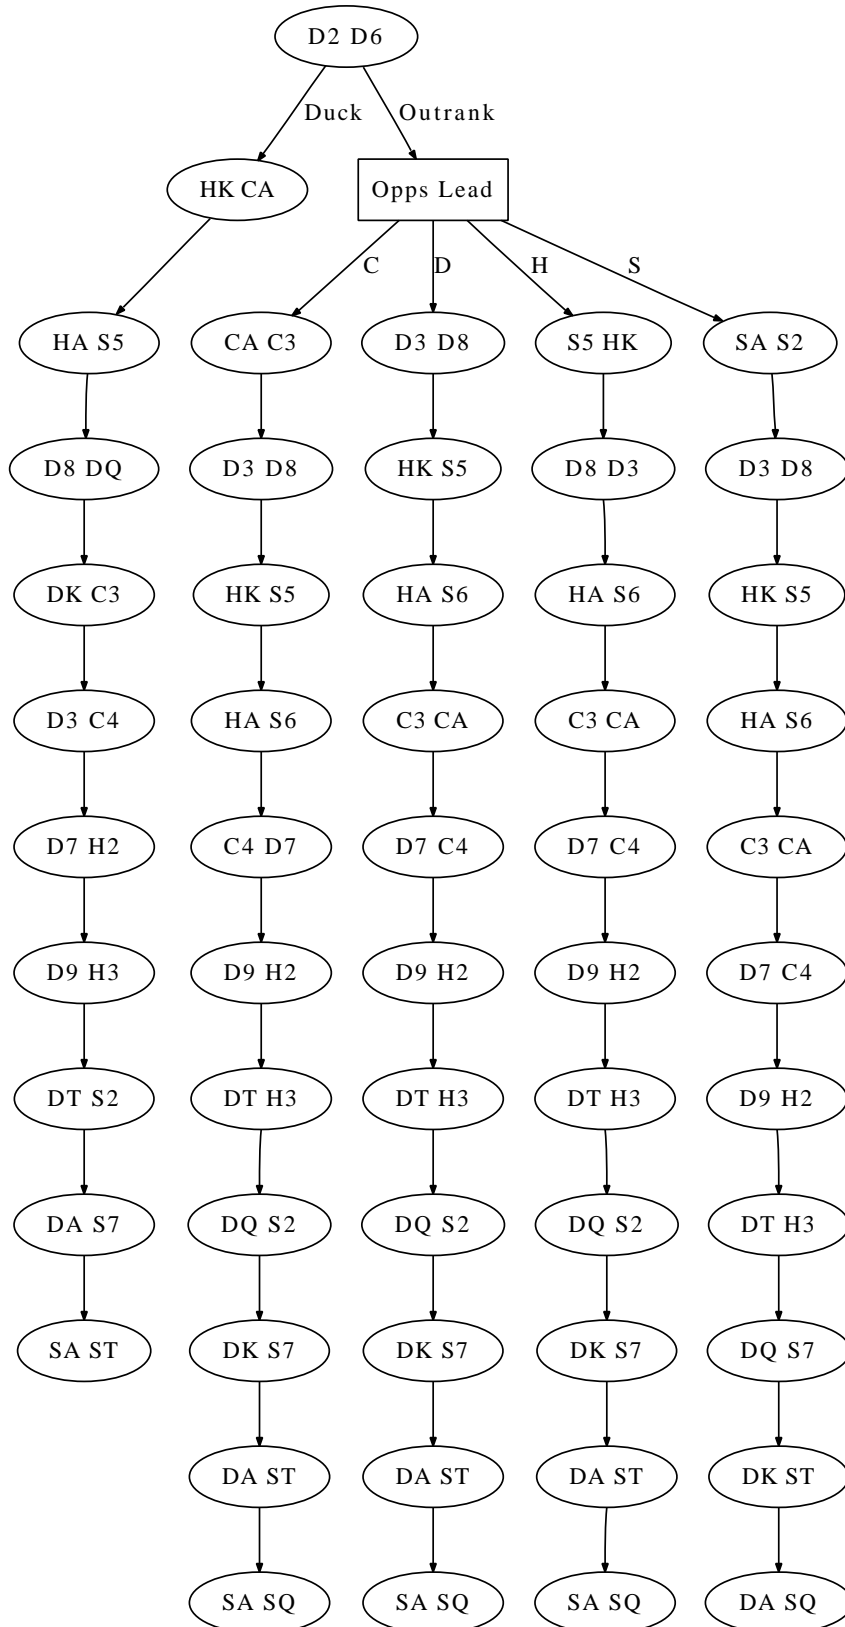 D2 D6
Duck Outrank
HK CA Opps Lead
C D H S
HA S5 CA C3 D3 D8 S5 HK SA S2
D8 DQ D3 D8 HK S5 D8 D3 D3 D8
DK C3 HK S5 HA S6 HA S6 HK S5
D3 C4 HA S6 C3 CA C3 CA HA S6
D7 H2 C4 D7 D7 C4 D7 C4 C3 CA
D9 H3 D9 H2 D9 H2 D9 H2 D7 C4
DT S2 DT H3 DT H3 DT H3 D9 H2
DA S7 DQ S2 DQ S2 DQ S2 DT H3
SA ST DK S7 DK S7 DK S7 DQ S7
DA ST DA ST DA ST DK ST
SA SQ SA SQ SA SQ DA SQ